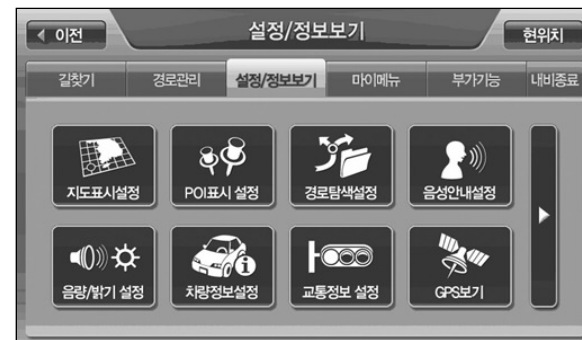 이전 설정/정보보기 현위치
길찾기 경로관리 설정/정보보기 마이메뉴 부가기능 내비종료
지도표시설정 POI표시 설정 경로탐색설정 음성안내설정
음량/밝기 설정 차량정보설정 교통정보 설정 GPS보기